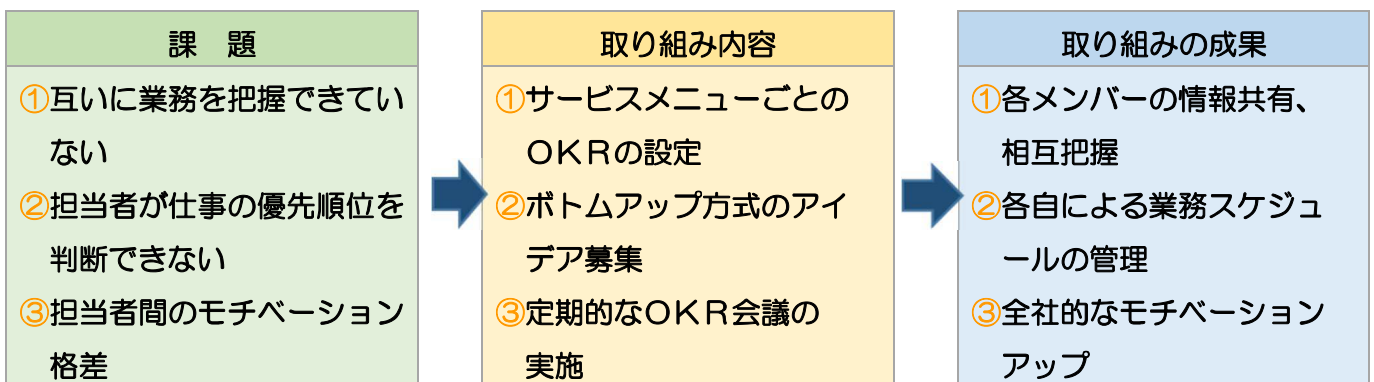 課　題
①互いに業務を把握できてい
ない
②担当者が仕事の優先順位を
判断できない
③担当者間のモチベーション
格差
取り組み内容
①サービスメニューごとの
ＯＫＲの設定
②ボトムアップ方式のアイ
デア募集
③定期的なＯＫＲ会議の
実施
取り組みの成果
①各メンバーの情報共有、
相互把握
②各自による業務スケジュ
ールの管理
③全社的なモチベーション
アップ